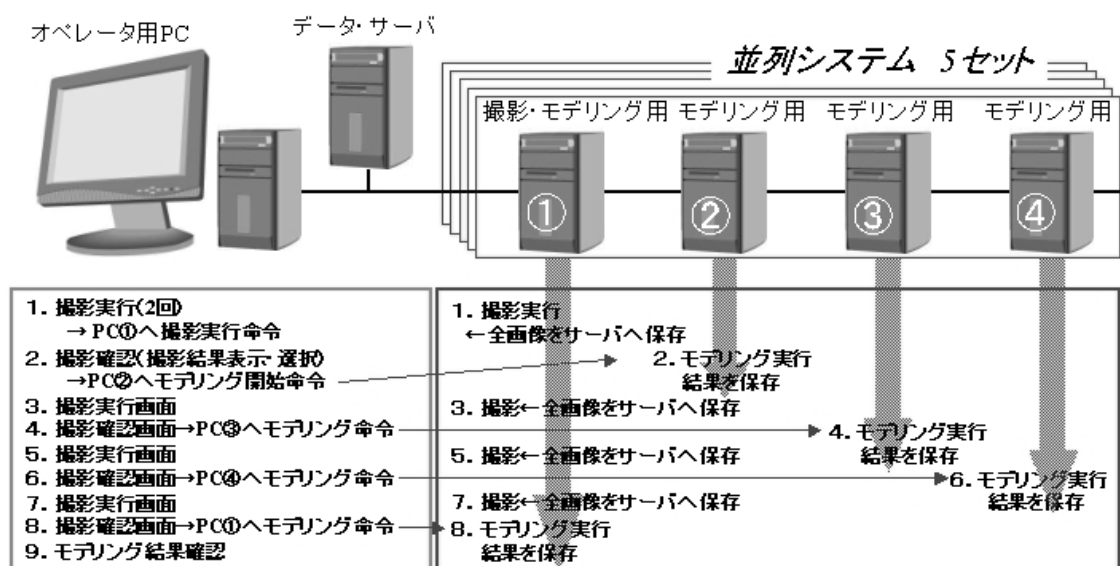 オペレータ用PC
データ・サーバ
並列システム 5セット
撮影・モデリング用
モデリング用
モデリング用
モデリング用
①
②
③
④
1. 撮影実行(2回)
→ PC①へ撮影実行命令
2. 撮影確認(撮影結果表示・選択)
→PC②へモデリング開始命令
3. 撮影実行画面
4. 撮影確認画面→PC③へモデリング命令
5. 撮影実行画面
6. 撮影確認画面→PC④へモデリング命令
7. 撮影実行画面
8. 撮影確認画面→PC①へモデリング命令
9. モデリング結果確認
1. 撮影実行
←全画像をサーバへ保存
2. モデリング実行
結果を保存
3. 撮影←全画像をサーバへ保存
4. モデリング実行
結果を保存
5. 撮影←全画像をサーバへ保存
6. モデリング実行
結果を保存
7. 撮影←全画像をサーバへ保存
8. モデリング実行
結果を保存